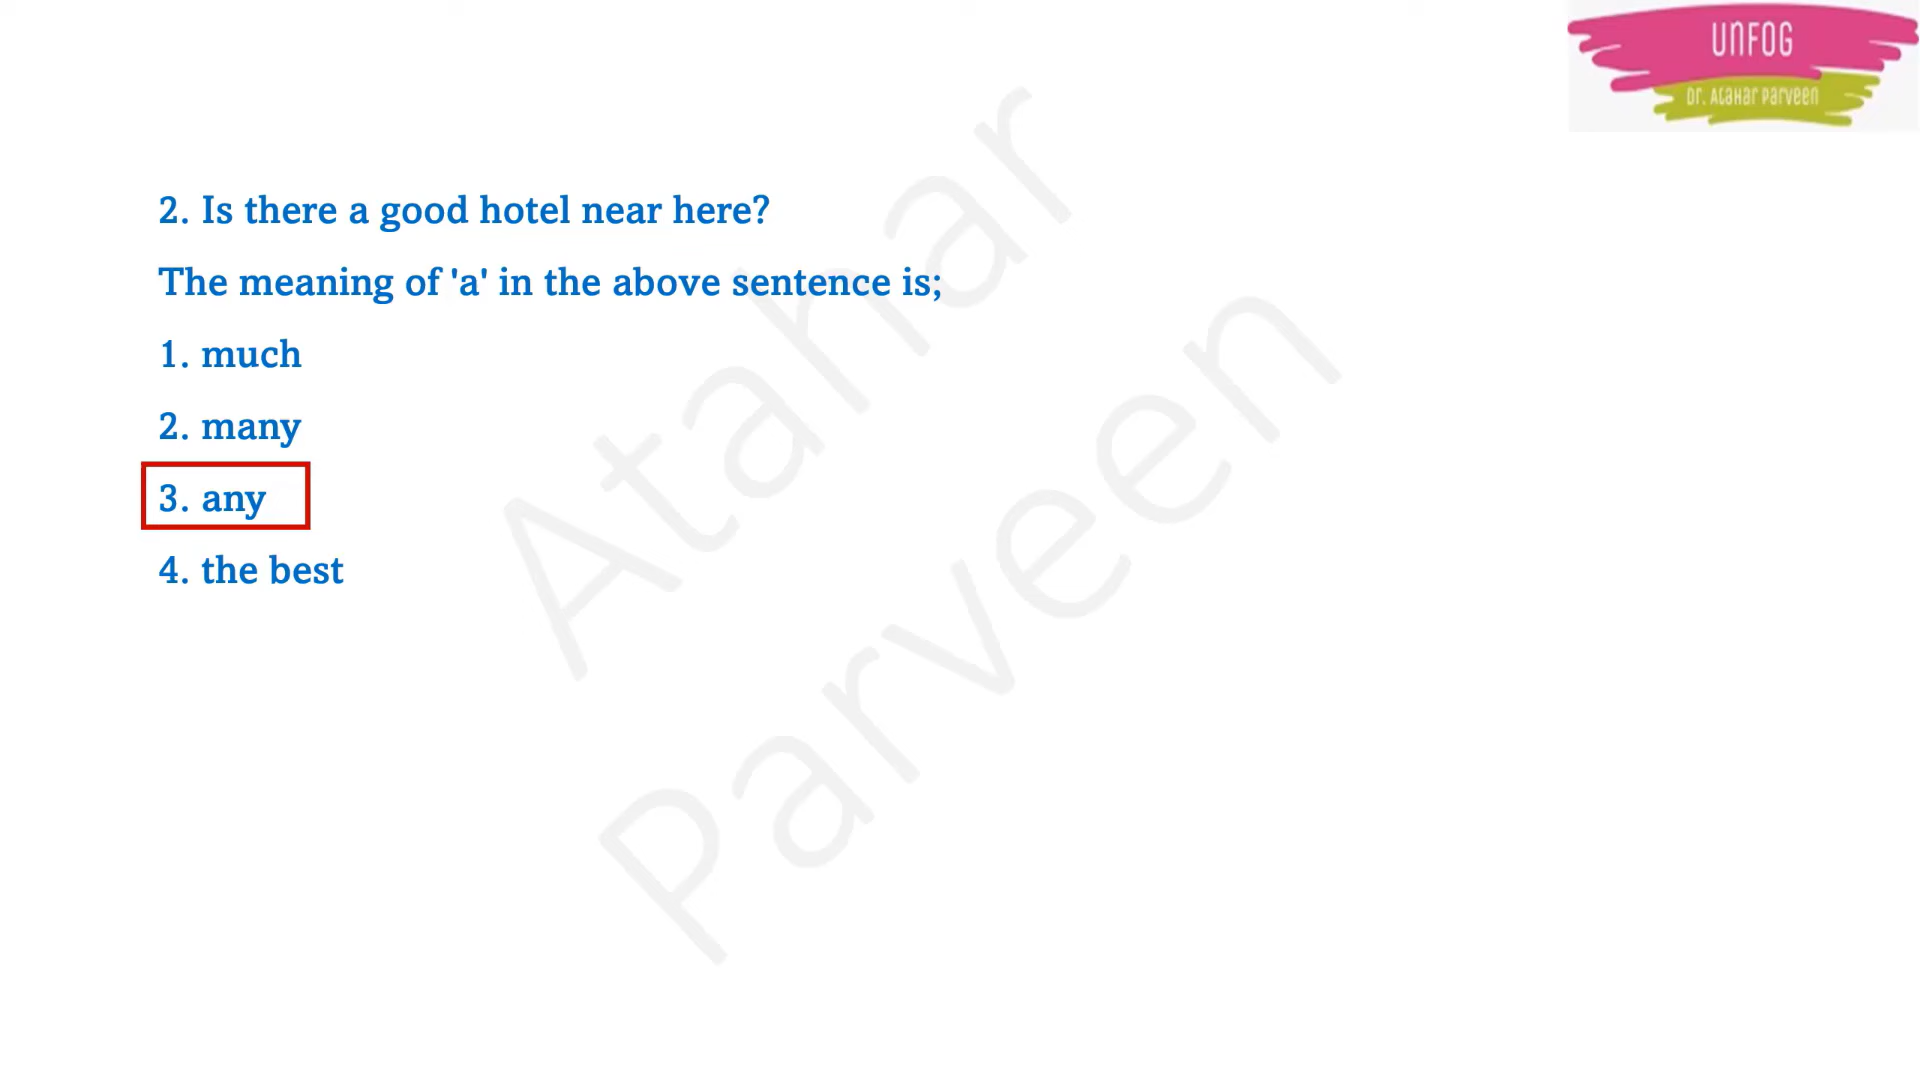 UNFOG
Dr. Atahar Parveen
2. Is there a good hotel near here?
The meaning of 'a' in the above sentence is;
1. much
2. many
3. any
4. the best
Atahar
Parveen